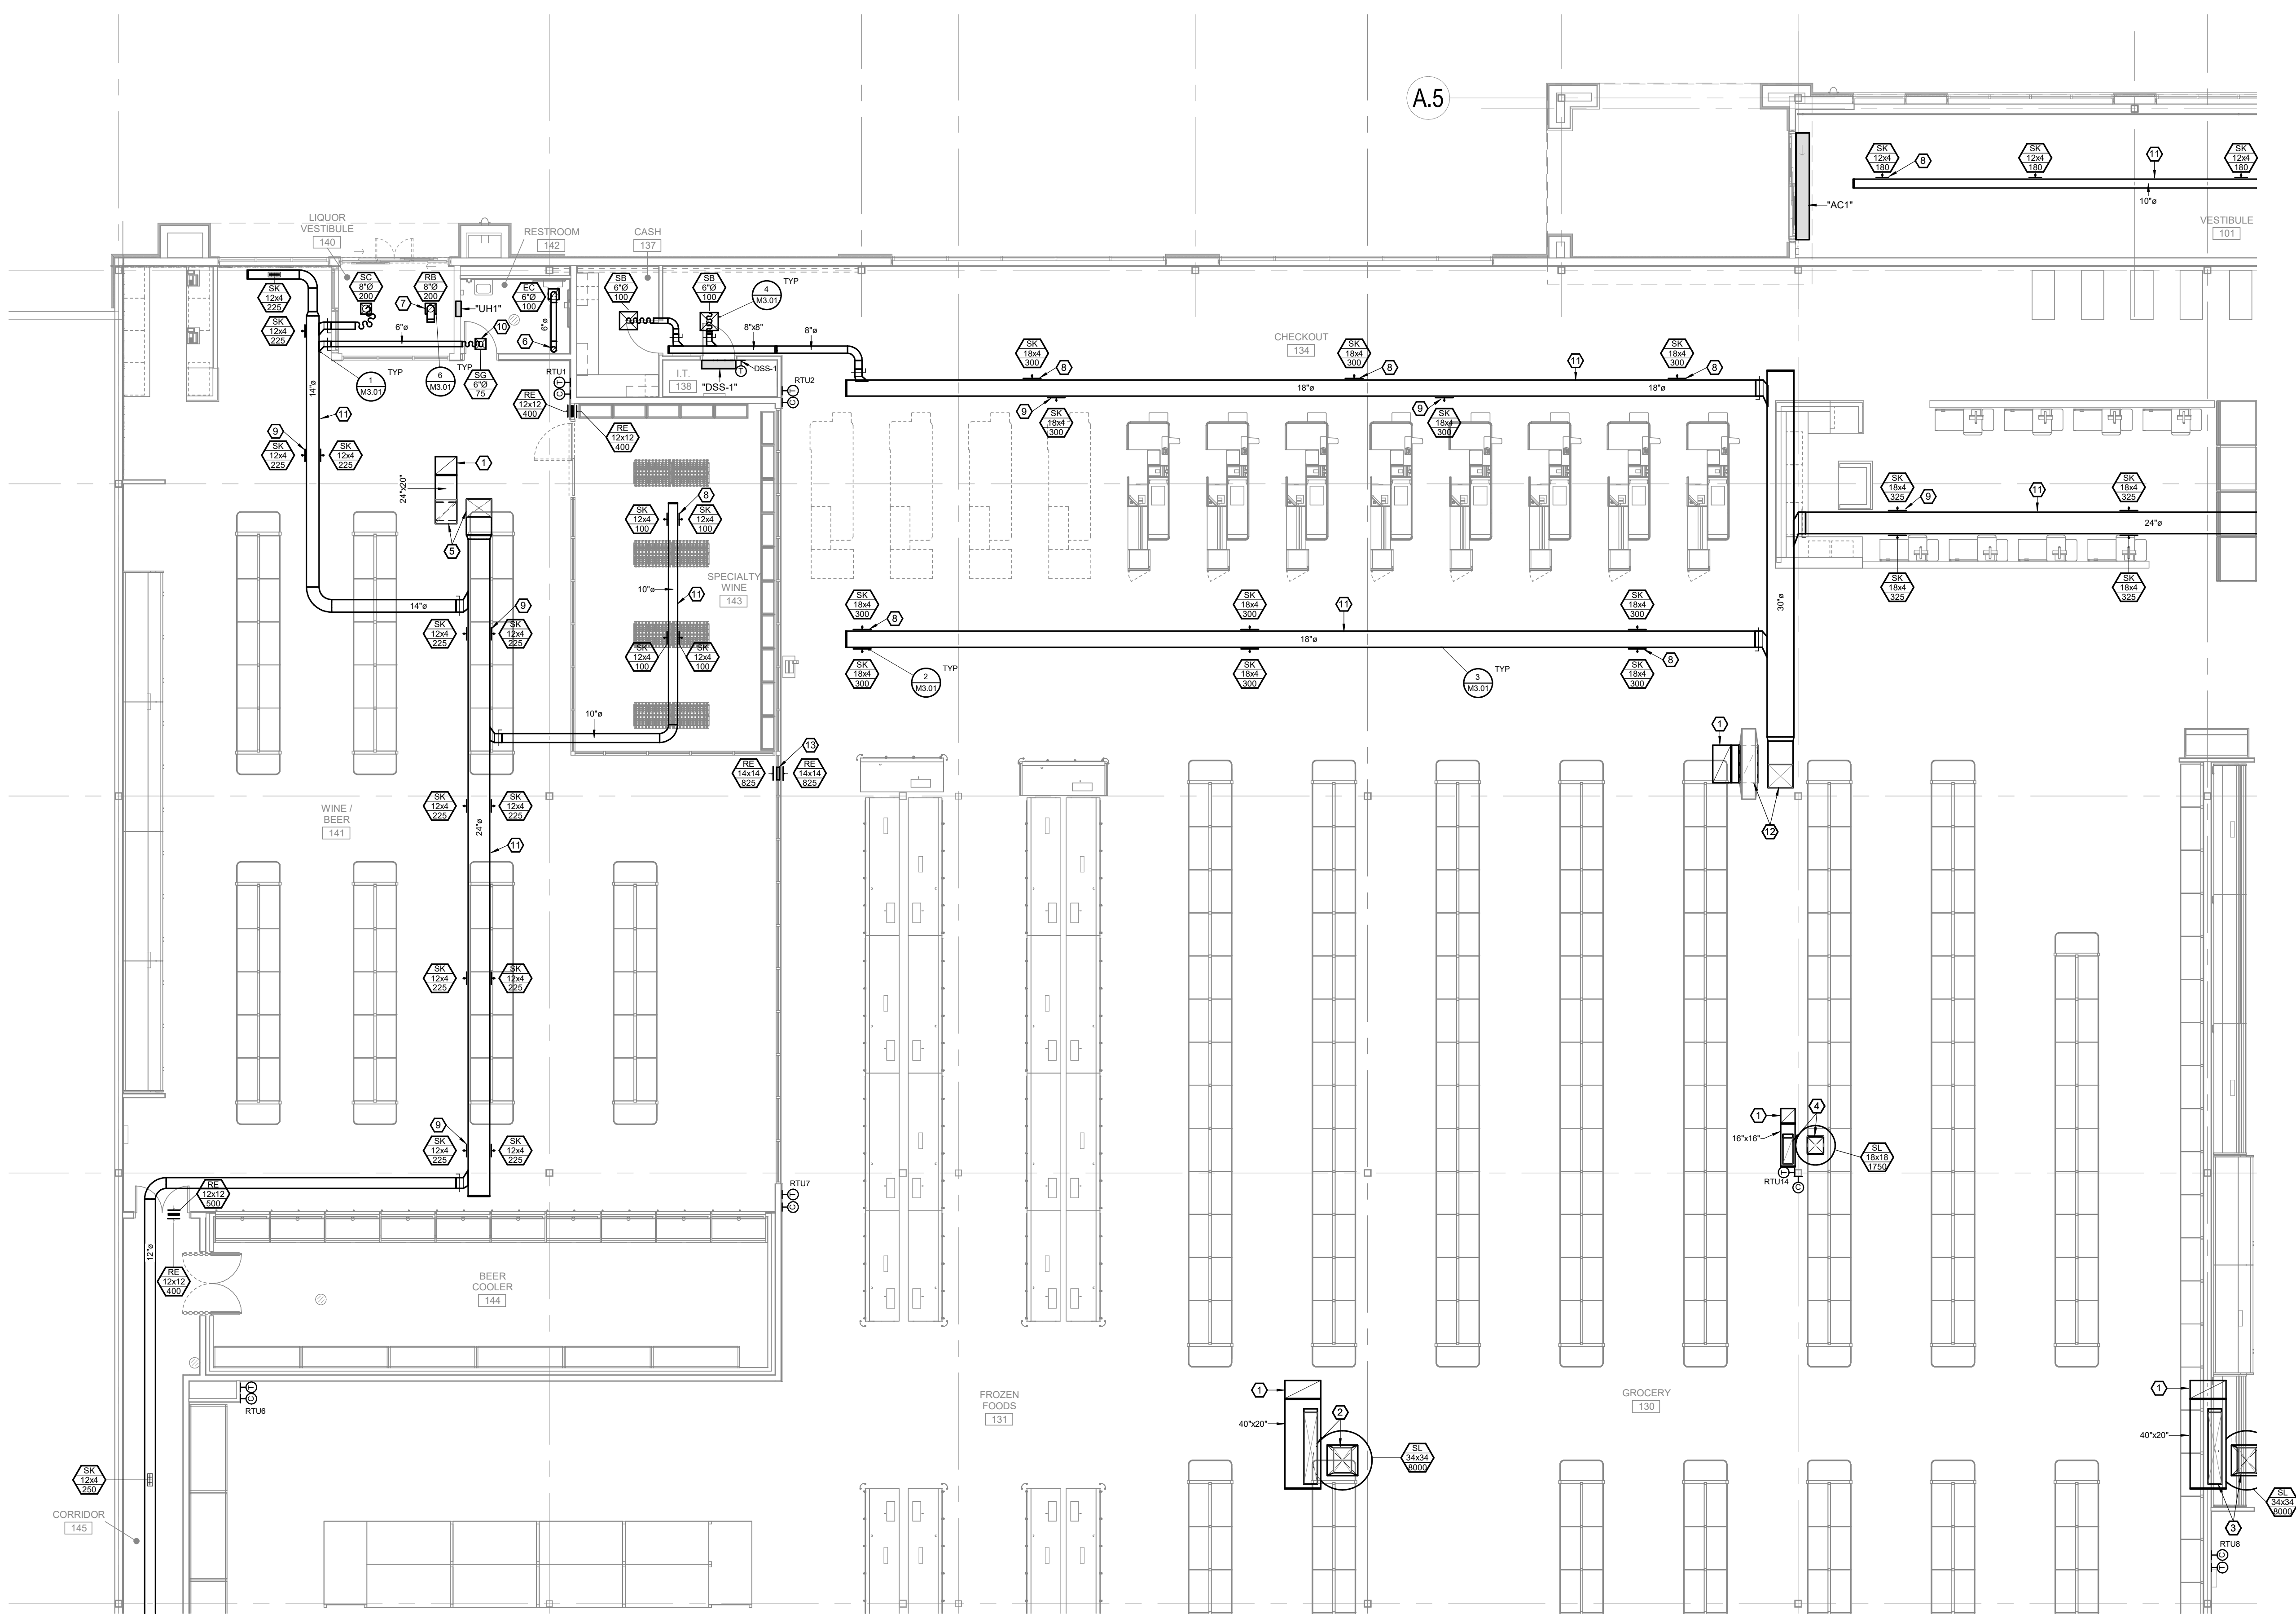 A.5
SK
12x4
180
8
SK
12x4
180
11
SK
12x4
180
10"ø
"AC1"
VESTIBULE
101
LIQUOR
VESTIBULE
140
RESTROOM
142
CASH
137
SK
12x4
225
SC
8"Ø
200
7
RB
8"Ø
200
"UH1"
EC
6"Ø
100
SB
6"Ø
100
SB
6"Ø
100
4
M3.01
TYP
SK
12x4
225
6"ø
10
6"ø
6
8"x8"
8"ø
CHECKOUT
134
1
M3.01
TYP
6
M3.01
TYP
SG
6"Ø
75
RTU1
T
C
I.T.
138
"DSS-1"
T
DSS-1
RTU2
T
C
SK
18x4
300
8
SK
18x4
300
8
11
SK
18x4
300
8
14"ø
11
18"ø
18"ø
RE
12x12
400
RE
12x12
400
9
SK
18x4
300
9
SK
18x4
300
9
SK
12x4
225
SK
12x4
225
1
24"x20"
5
SK
12x4
100
8
SK
12x4
100
SK
18x4
325
9
11
SK
18x4
325
24"ø
SPECIALTY
WINE
143
10"ø
11
SK
18x4
325
SK
18x4
325
14"ø
9
SK
12x4
225
SK
12x4
225
SK
12x4
100
SK
12x4
100
SK
18x4
300
8
SK
18x4
300
11
SK
18x4
300
30"ø
18"ø
SK
18x4
300
2
M3.01
TYP
SK
18x4
300
3
M3.01
TYP
SK
18x4
300
8
10"ø
13
RE
14x14
825
RE
14x14
825
1
12
WINE /
BEER
141
SK
12x4
225
SK
12x4
225
24"ø
11
SK
12x4
225
SK
12x4
225
9
SK
12x4
225
SK
12x4
225
1
4
16"x16"
SL
18x18
1750
RTU14
T
C
RE
12x12
500
RTU7
T
C
12"ø
RE
12x12
400
BEER
COOLER
144
T
C
RTU6
FROZEN
FOODS
131
GROCERY
130
1
2
40"x20"
SL
34x34
8000
1
40"x20"
SL
34x34
8000
3
RTU8
C
T
SK
12x4
250
CORRIDOR
145